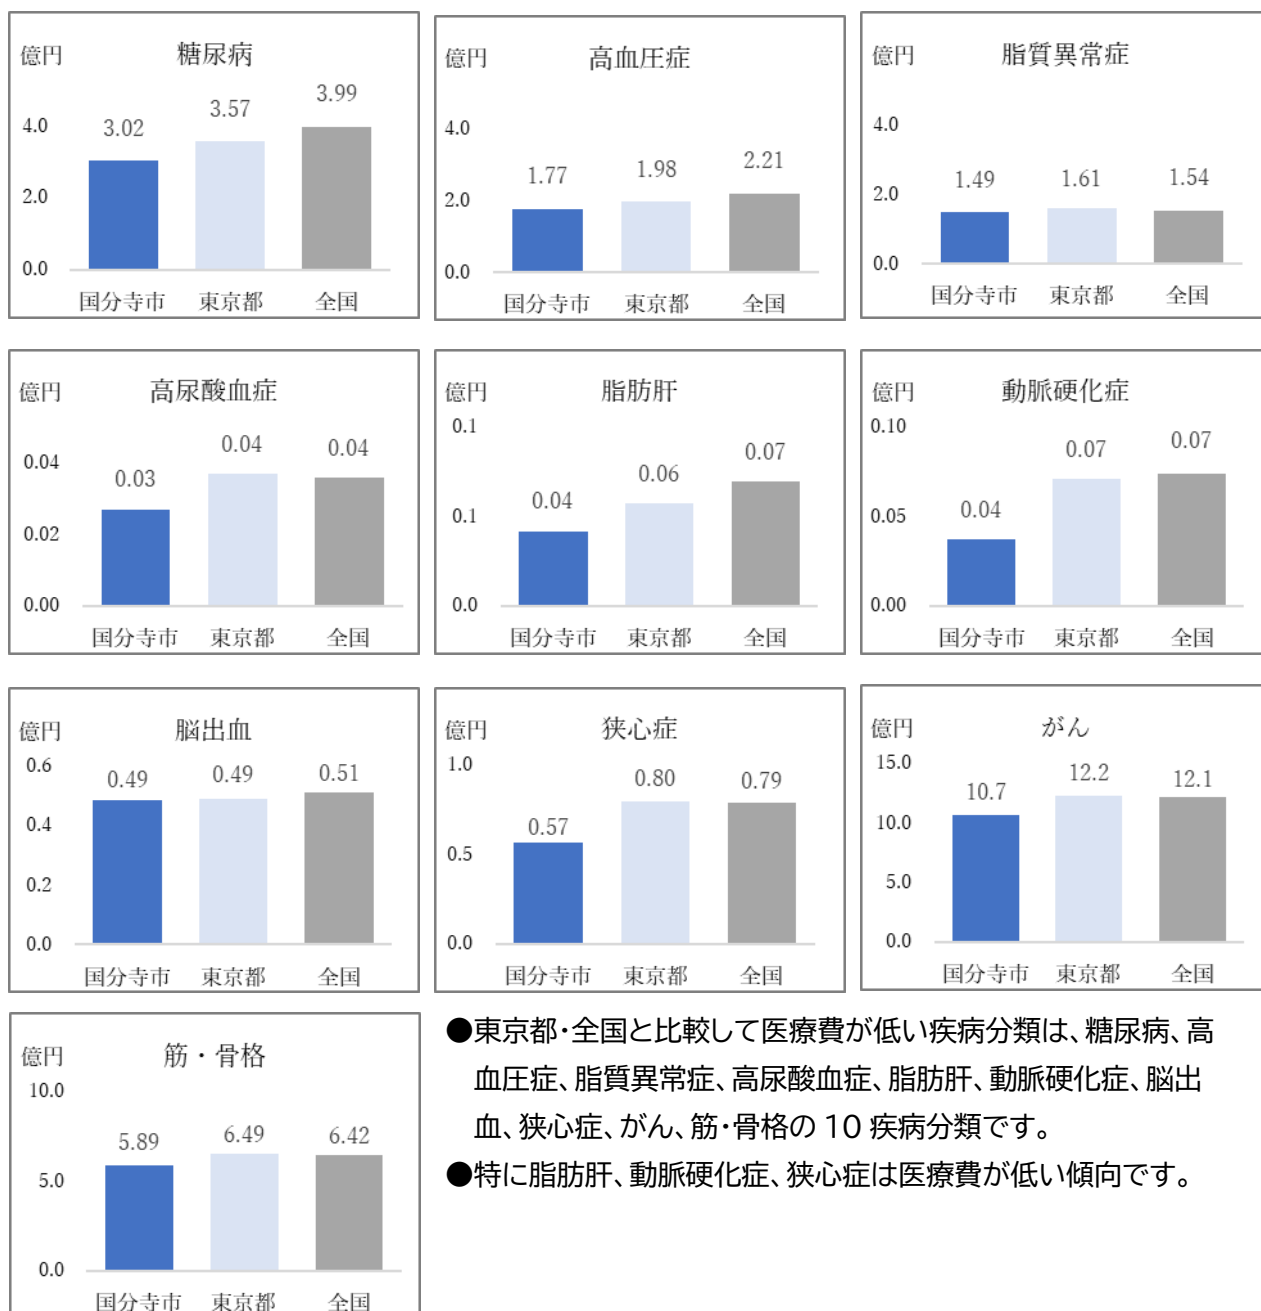 億円
糖尿病
3.99
3.57
3.02
4.0
2.0
0.0
国分寺市 東京都 全国
億円
高血圧症
4.0
2.21
1.98
1.77
2.0
0.0
国分寺市 東京都 全国
億円
脂質異常症
4.0
1.49 1.61 1.54
2.0
0.0
国分寺市 東京都 全国
億円
高尿酸血症
0.04 0.04
0.04
0.03
0.02
0.00
国分寺市 東京都 全国
億円
脂肪肝
0.1
0.07
0.06
0.04
0.1
0.0
国分寺市 東京都 全国
億円
動脈硬化症
0.10
0.07 0.07
0.04
0.05
0.00
国分寺市 東京都 全国
億円
脳出血
0.6
0.49 0.49 0.51
0.4
0.2
0.0
国分寺市 東京都 全国
億円
狭心症
1.0
0.80 0.79
0.57
0.5
0.0
国分寺市 東京都 全国
億円
がん
15.0
12.2 12.1
10.7
10.0
5.0
0.0
国分寺市 東京都 全国
億円
筋・骨格
10.0
5.89 6.49 6.42
5.0
0.0
国分寺市 東京都 全国
●東京都・全国と比較して医療費が低い疾病分類は、糖尿病、高
血圧症、脂質異常症、高尿酸血症、脂肪肝、動脈硬化症、脳出
血、狭心症、がん、筋・骨格の 10 疾病分類です。
●特に脂肪肝、動脈硬化症、狭心症は医療費が低い傾向です。